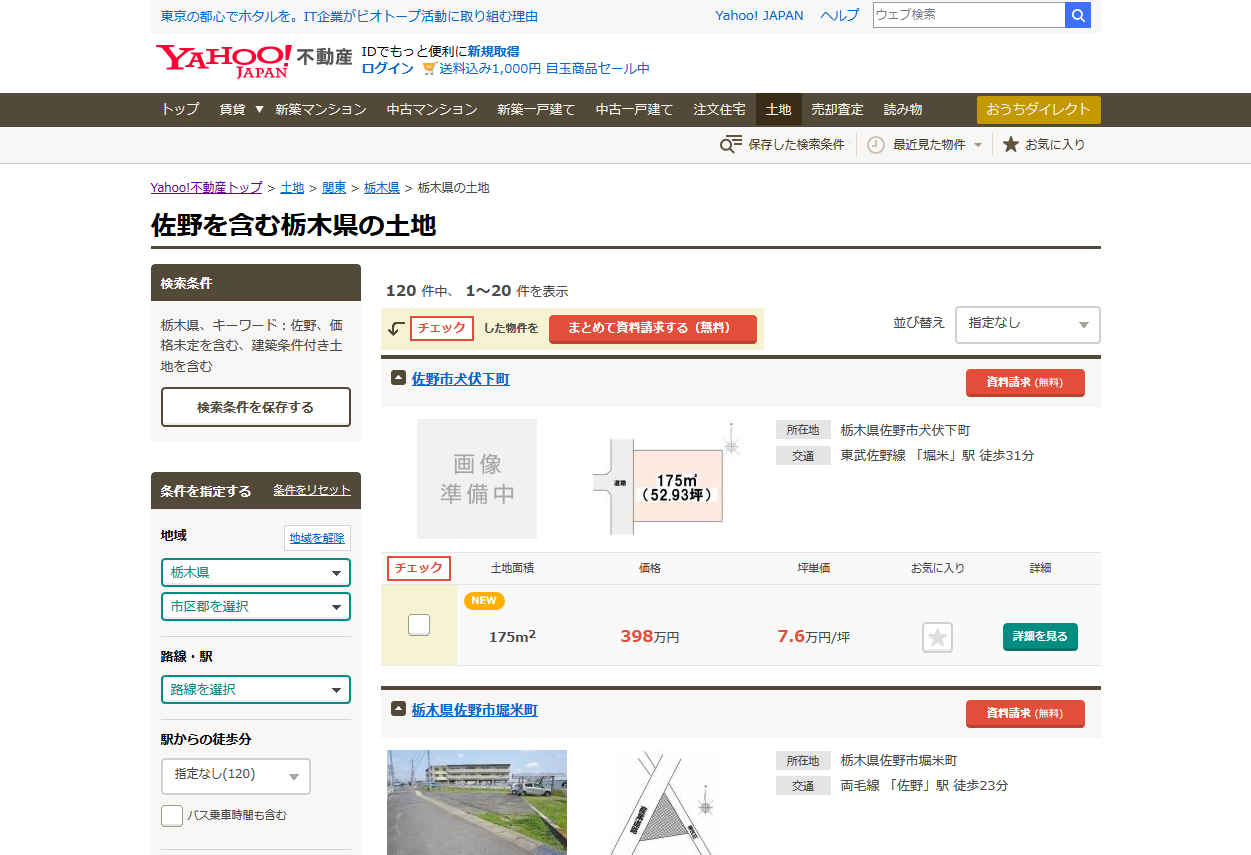 東京の都心でホタルを。IT企業がビオトープ活動に取り組む理由
Yahoo! JAPAN ヘルプ ウェブ検索
YAHOO! JAPAN 不動産
IDでもっと便利に新規取得
ログイン 送料込み1,000円 目玉商品セール中
トップ 賃貸 ▼ 新築マンション 中古マンション 新築一戸建て 中古一戸建て 注文住宅 土地 売却査定 読み物 おうちダイレクト
保存した検索条件 最近見た物件 お気に入り
Yahoo!不動産トップ > 土地 > 関東 > 栃木県 > 栃木県の土地
佐野を含む栃木県の土地
検索条件
栃木県、キーワード：佐野、価
格未定を含む、建築条件付き土
地を含む
検索条件を保存する
条件を指定する 条件をリセット
地域 地域を解除
栃木県
市区郡を選択
路線・駅
路線を選択
駅からの徒歩分
指定なし(120)
バス乗車時間も含む
120 件中、 1～20 件を表示
チェック した物件を まとめて資料請求する（無料）
並び替え 指定なし
佐野市犬伏下町
資料請求 (無料)
画像
準備中
道路
175㎡
（52.93坪）
所在地 栃木県佐野市犬伏下町
交通 東武佐野線 「堀米」駅 徒歩31分
チェック 土地面積 価格 坪単価 お気に入り 詳細
NEW
175m² 398万円 7.6万円/坪 詳細を見る
栃木県佐野市堀米町
資料請求 (無料)
所在地 栃木県佐野市堀米町
交通 両毛線 「佐野」駅 徒歩23分